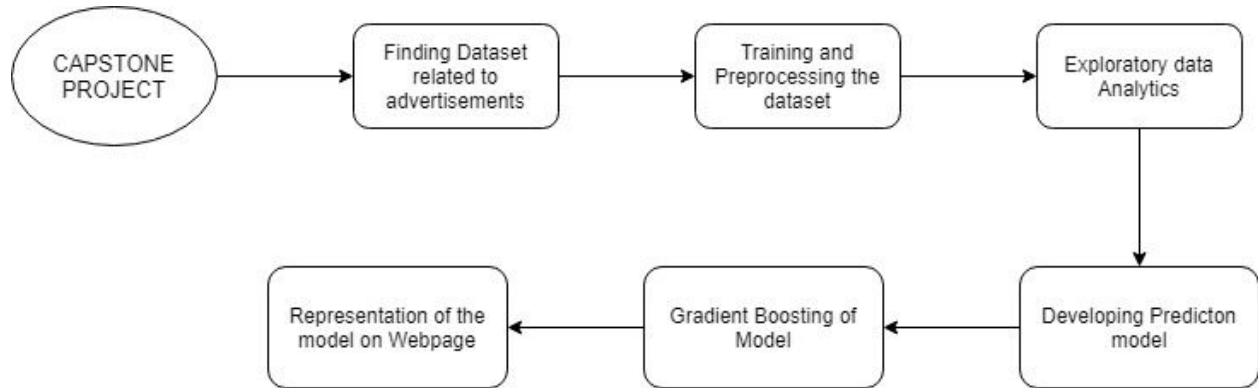 CAPSTONE
PROJECT
Finding Dataset
related to
advertisements
Training and
Preprocessing the
dataset
Exploratory data
Analytics
Developing Predicton
model
Gradient Boosting of
Model
Representation of the
model on Webpage